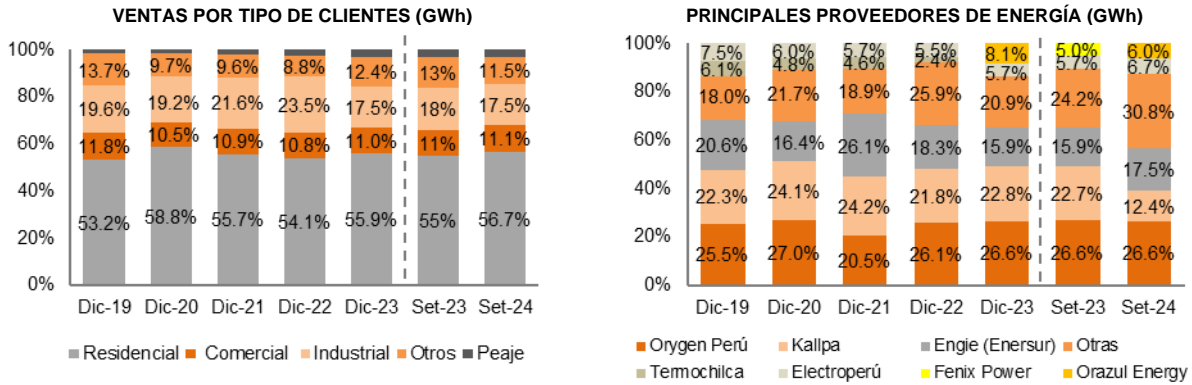 VENTAS POR TIPO DE CLIENTES (GWh)
100%
80%
60%
40%
20%
0%
13.7% 9.7% 9.6% 8.8% 12.4% 13% 11.5%
19.6% 19.2% 21.6% 23.5% 17.5% 18% 17.5%
11.8% 10.5% 10.9% 10.8% 11.0% 11% 11.1%
53.2% 58.8% 55.7% 54.1% 55.9% 55% 56.7%
Dic-19 Dic-20 Dic-21 Dic-22 Dic-23 Set-23 Set-24
Residencial Comercial Industrial Otros Peaje
PRINCIPALES PROVEEDORES DE ENERGÍA (GWh)
100%
80%
60%
40%
20%
0%
7.5% 6.0% 5.7% 5.5% 8.1% 5.0% 6.0%
6.1% 4.8% 4.6% 2.4% 5.7% 5.7% 6.7%
18.0% 21.7% 18.9% 25.9% 20.9% 24.2% 30.8%
20.6% 16.4% 26.1% 18.3% 15.9% 15.9% 17.5%
22.3% 24.1% 24.2% 21.8% 22.8% 22.7% 12.4%
25.5% 27.0% 20.5% 26.1% 26.6% 26.6% 26.6%
Dic-19 Dic-20 Dic-21 Dic-22 Dic-23 Set-23 Set-24
Orygen Perú Kallpa Engie (Enersur) Otras
Termochilca Electroperú Fenix Power Orazul Energy